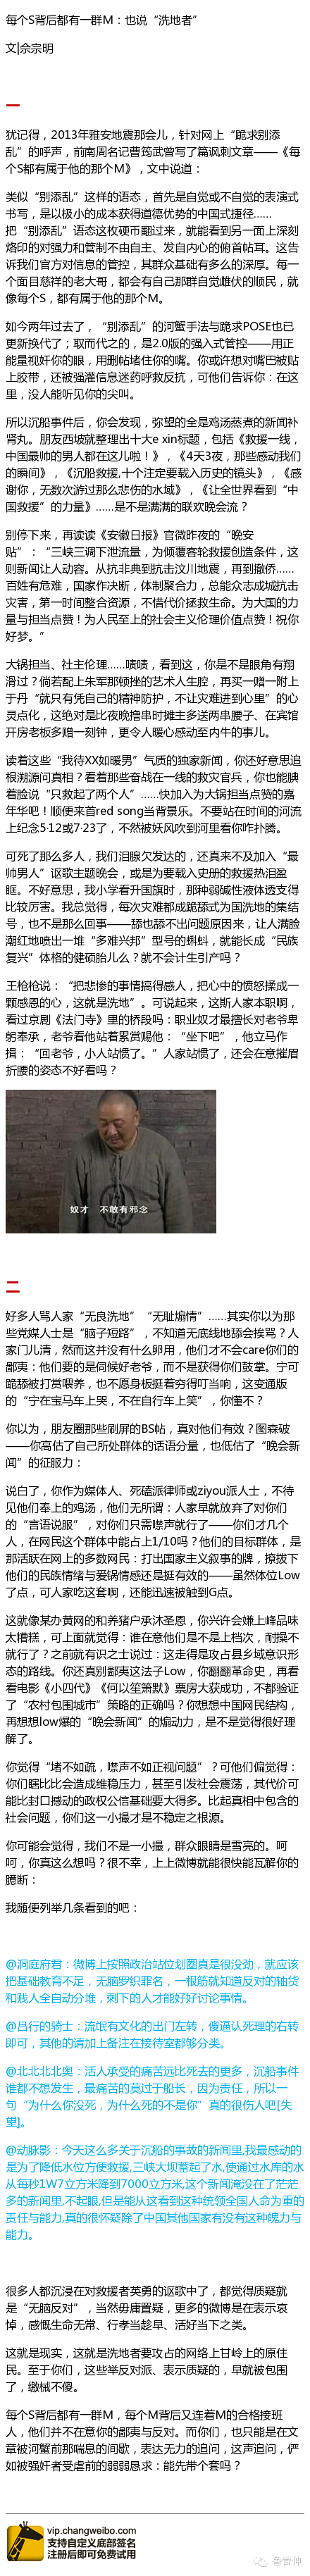 每个S背后都有一群M：也说“洗地者”
文|佘宗明
一
犹记得，2013年雅安地震那会儿，针对网上“跪求别添
乱”的呼声，前南周名记曹筠武曾写了篇讽刺文章——《每
个S都有属于他的那个M》，文中说道：
类似“别添乱”这样的语态，首先是自觉或不自觉的表演式
书写，是以极小的成本获得道德优势的中国式捷径……
把“别添乱”语态这枚硬币翻过来，就能看到另一面上深刻
烙印的对强力和管制不由自主、发自内心的俯首帖耳。这告
诉我们官方对信息的管控，其群众基础有多么的深厚。每一
个面目慈祥的老大哥，都会有自己那群自觉雌伏的顺民，就
像每个S，都有属于他的那个M。
如今两年过去了，“别添乱”的河蟹手法与跪求POSE也已
更新换代了；取而代之的，是2.0版的强入式管控——用正
能量视奸你的眼，用删帖堵住你的嘴。你或许想对嘴巴被贴
上胶带，还被强灌信息迷药呼救反抗，可他们告诉你：在这
里，没人能听见你的尖叫。
所以沉船事件后，你会发现，弥望的全是鸡汤蒸煮的新闻补
肾丸。朋友西坡就整理出十大e xin标题，包括《救援一线，
中国最帅的男人都在这儿啦！》，《4天3夜，那些感动我们
的瞬间》，《沉船救援,十个注定要载入历史的镜头》，《感
谢你，无数次游过那么悲伤的水域》，《让全世界看到“中
国救援”的力量》……是不是满满的联欢晚会流？
别停下来，再读读《安徽日报》官微昨夜的“晚安
贴”：“三峡三调下泄流量，为倾覆客轮救援创造条件，这
则新闻让人动容。从抗非典到抗击汶川地震，再到撤侨……
百姓有危难，国家作决断，体制聚合力，总能众志成城抗击
灾害，第一时间整合资源，不惜代价拯救生命。为大国的力
量与担当点赞！为人民至上的社会主义伦理价值点赞！祝你
好梦。”
大锅担当、社主伦理……啧啧，看到这，你是不是眼角有翔
滑过？倘若配上朱军那顿挫的艺术人生腔，再买一赠一附上
于丹“就只有凭自己的精神防护，不让灾难进到心里”的心
灵点化，这绝对是比夜晚撸串时摊主多送两串腰子、在宾馆
开房老板多赠一刻钟，更令人暖心感动至内牛的事儿。
读着这些“我待XX如暖男”气质的独家新闻，你还好意思追
根溯源问真相？看着那些奋战在一线的救灾官兵，你也能腆
着脸说“只救起了两个人”……快加入为大锅担当点赞的嘉
年华吧！顺便来首red song当背景乐。不要站在时间的河流
上纪念5·12或7·23了，不然被妖风吹到河里看你咋扑腾。
可死了那么多人，我们泪腺欠发达的，还真来不及加入“最
帅男人”讴歌主题晚会，或是为要载入史册的救援热泪盈
眶。不好意思，我小学看升国旗时，那种弱碱性液体透支得
比较厉害。我总觉得，每次灾难都成跪舔式为国洗地的集结
号，也不是那么回事——舔也舔不出问题原因来，让人满脸
潮红地喷出一堆“多难兴邦”型号的蝌蚪，就能长成“民族
复兴”体格的健硕胎儿么？就不会计生引产吗？
王枪枪说：“把悲惨的事情搞得感人，把心中的愤怒揉成一
颗感恩的心，这就是洗地”。可说起来，这斯人家本职啊，
看过京剧《法门寺》里的桥段吗：职业奴才最擅长对老爷卑
躬奉承，老爷看他站着累赏赐他：“坐下吧”，他立马作
揖：“回老爷，小人站惯了。”人家站惯了，还会在意摧眉
折腰的姿态不好看吗？
奴才 不敢有邪念
二
好多人骂人家“无良洗地”“无耻煽情”……其实你以为那
些党媒人士是“脑子短路”，不知道无底线地舔会挨骂？人
家门儿清，然而这并没有什么卵用，他们才不会care你们的
鄙夷：他们要的是伺候好老爷，而不是获得你们鼓掌。宁可
跪舔被打赏喂养，也不愿身板挺着穷得叮当响，这变通版
的“宁在宝马车上哭，不在自行车上笑”，你懂不？
你以为，朋友圈那些刷屏的BS帖，真对他们有效？图森破
——你高估了自己所处群体的话语分量，也低估了“晚会新
闻”的征服力：
说白了，你作为媒体人、死磕派律师或ziyou派人士，不待
见他们奉上的鸡汤，他们无所谓：人家早就放弃了对你们
的“言语说服”，对你们只需噤声就行了——你们才几个
人，在网民这个群体中能占上1/10吗？他们的目标群体，是
那活跃在网上的多数网民：打出国家主义叙事的牌，撩拨下
他们的民族情绪与爱锅情感还是挺有效的——虽然体位Low
了点，可人家吃这套啊，还能迅速被触到G点。
这就像某办黄网的和养猪户承沐圣恩，你兴许会嫌上峰品味
太糟糕，可上面就觉得：谁在意他们是不是上档次，耐操不
就行了？之前就有识之士说过：这走得是攻占县乡域意识形
态的路线。你还真别鄙夷这法子Low，你翻翻革命史，再看
看电影《小四代》《何以笙箫默》票房大获成功，不都验证
了“农村包围城市”策略的正确吗？你想想中国网民结构，
再想想low爆的“晚会新闻”的煽动力，是不是觉得很好理
解了。
你觉得“堵不如疏，噤声不如正视问题”？可他们偏觉得：
你们瞎比比会造成维稳压力，甚至引发社会震荡，其代价可
能比封口撼动的政权公信基础要大得多。比起真相中包含的
社会问题，你们这一小撮才是不稳定之根源。
你可能会觉得，我们不是一小撮，群众眼睛是雪亮的。呵
呵，你真这么想吗？很不幸，上上微博就能很快能瓦解你的
臆断：
我随便列举几条看到的吧：
@洞庭府君：微博上按照政治站位划圈真是很没劲，就应该
把基础教育不足，无脑罗织罪名，一根筋就知道反对的轴货
和贱人全自动分堆，剩下的人才能好好讨论事情。
@吕行的骑士：流氓有文化的出门左转，傻逼认死理的右转
即可，其他的请加上备注在接待室都够分类。
@北北北北奥：活人承受的痛苦远比死去的更多，沉船事件
谁都不想发生，最痛苦的莫过于船长，因为责任，所以一
句“为什么你没死，为什么死的不是你”真的很伤人吧[失
望]。
@动脉影：今天这么多关于沉船的事故的新闻里,我最感动的
是为了降低水位方便救援,三峡大坝蓄起了水,使通过水库的水
从每秒1W7立方米降到7000立方米,这个新闻淹没在了茫茫
多的新闻里,不起眼,但是能从这看到这种统领全国人命为重的
责任与能力,真的很怀疑除了中国其他国家有没有这种魄力与
能力。
很多人都沉浸在对救援者英勇的讴歌中了，都觉得质疑就
是“无脑反对”，当然毋庸置疑，更多的微博是在表示哀
悼，感慨生命无常、行孝当趁早、活好当下之类。
这就是现实，这就是洗地者要攻占的网络上甘岭上的原住
民。至于你们，这些举反对派、表示质疑的，早就被包围
了，缴械不傻。
每个S背后都有一群M，每个M背后又连着M的合格接班
人，他们并不在意你的鄙夷与反对。而你们，也只能是在文
章被河蟹前那喘息的间歇，表达无力的追问，这声追问，俨
如被强奸者受虐前的弱弱恳求：能先带个套吗？
vip.changweibo.com
支持自定义底部签名
注册后即可免费试用
鲁管仲